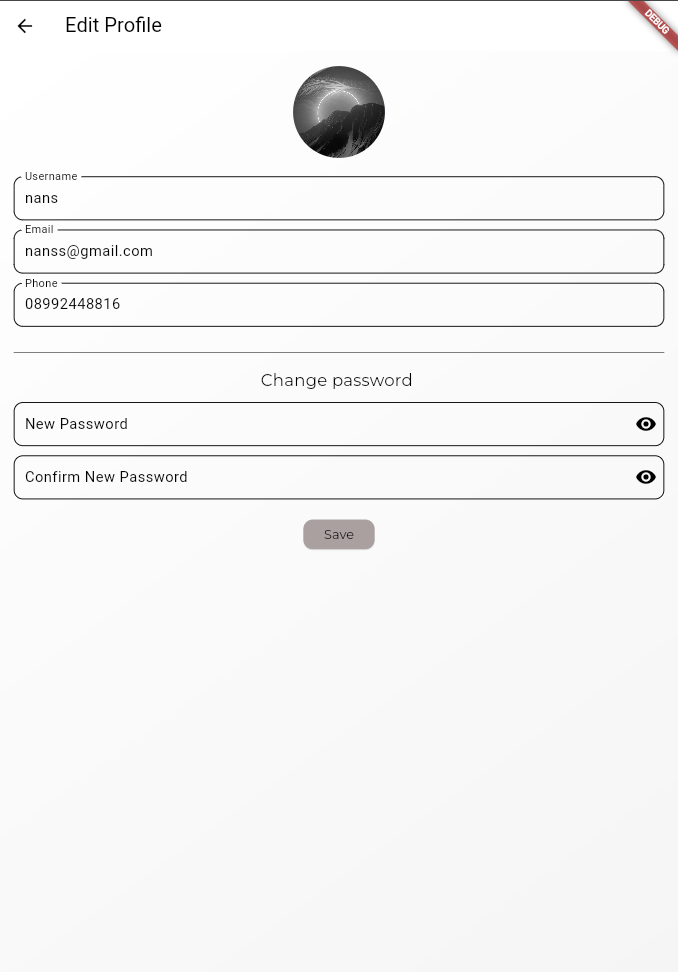 Edit Profile
DEBUG
Username
nans
Email
nanss@gmail.com
Phone
08992448816
Change password
New Password
Confirm New Password
Save